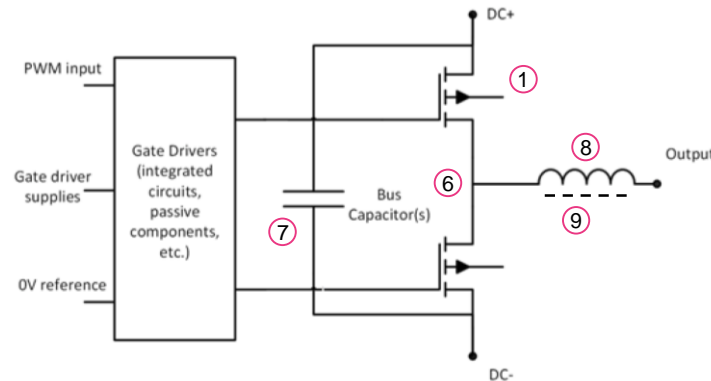 DC+
PWM input
1
Gate Drivers
(integrated
circuits,
passive
components,
etc.)
Gate driver
supplies
0V reference
Bus
Capacitor(s)
6
7
8
9
Output
DC-